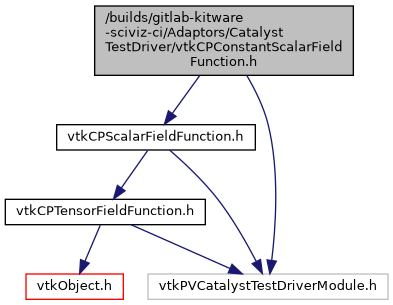 /builds/gitlab-kitware
-sciviz-ci/Adaptors/Catalyst
TestDriver/vtkCPConstantScalarField
Function.h
vtkCPScalarFieldFunction.h
vtkCPTensorFieldFunction.h
vtkObject.h
vtkPVCatalystTestDriverModule.h